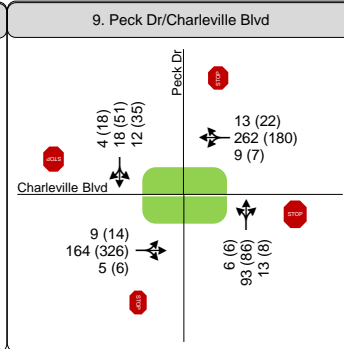 9. Peck Dr/Charleville Blvd
Peck Dr
STOP
4 (18)
18 (51)
12 (35)
13 (22)
262 (180)
9 (7)
STOP
Charleville Blvd
STOP
9 (14)
164 (326)
5 (6)
6 (6)
93 (86)
13 (8)
STOP